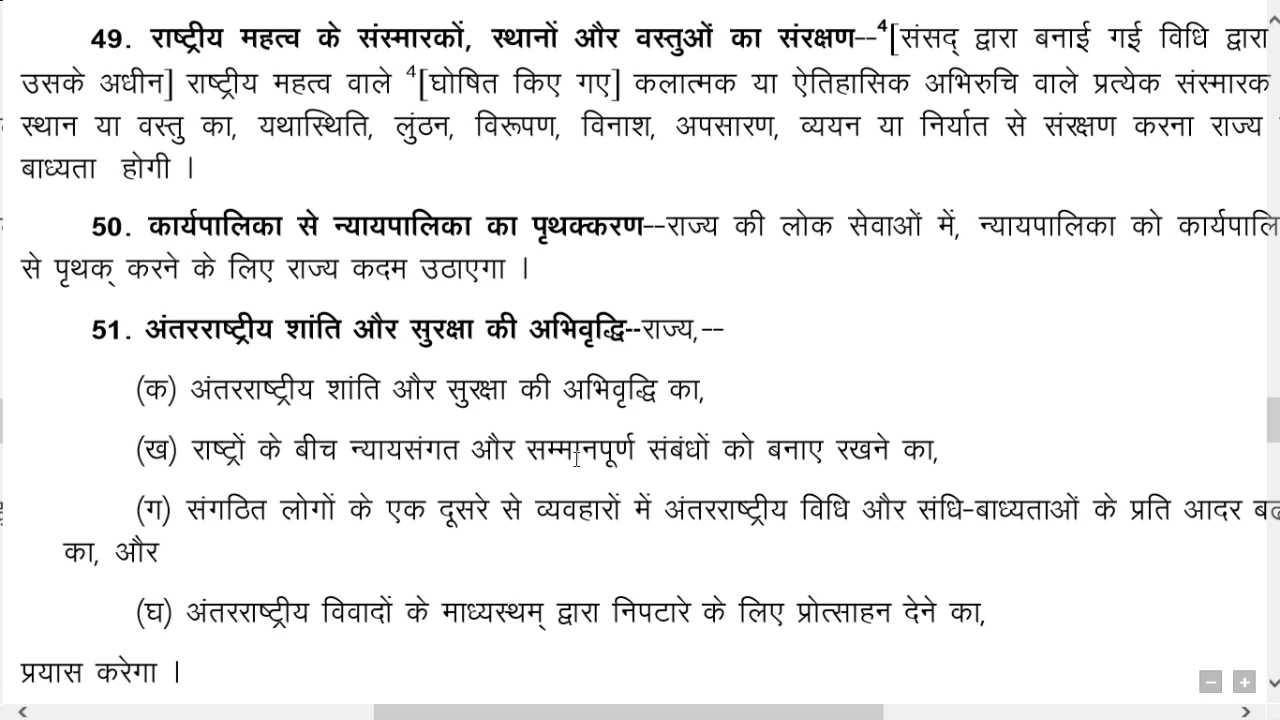 49. राष्ट्रीय महत्व के संस्मारकों, स्थानों और वस्तुओं का संरक्षण--4[संसद् द्वारा बनाई गई विधि द्वारा
उसके अधीन] राष्ट्रीय महत्व वाले 4[घोषित किए गए] कलात्मक या ऐतिहासिक अभिरुचि वाले प्रत्येक संस्मारक
स्थान या वस्तु का, यथास्थिति, लुंठन, विरूपण, विनाश, अपसारण, व्ययन या निर्यात से संरक्षण करना राज्य
बाध्यता होगी ।
50. कार्यपालिका से न्यायपालिका का पृथक्करण--राज्य की लोक सेवाओं में, न्यायपालिका को
से पृथक् करने के लिए राज्य कदम उठाएगा ।
51. अंतरराष्ट्रीय शांति और सुरक्षा की अभिवृद्धि--राज्य,--
(क) अंतरराष्ट्रीय शांति और सुरक्षा की अभिवृद्धि का,
(ख) राष्ट्रों के बीच न्यायसंगत और सम्मानपूर्ण संबंधों को बनाए रखने का,
(ग) संगठित लोगों के एक दूसरे से व्यवहारों में अंतरराष्ट्रीय विधि और संधि-बाध्यताओं के प्रति आदर
का, और
(घ) अंतरराष्ट्रीय विवादों के माध्यस्थम् द्वारा निपटारे के लिए प्रोत्साहन देने का,
प्रयास करेगा ।